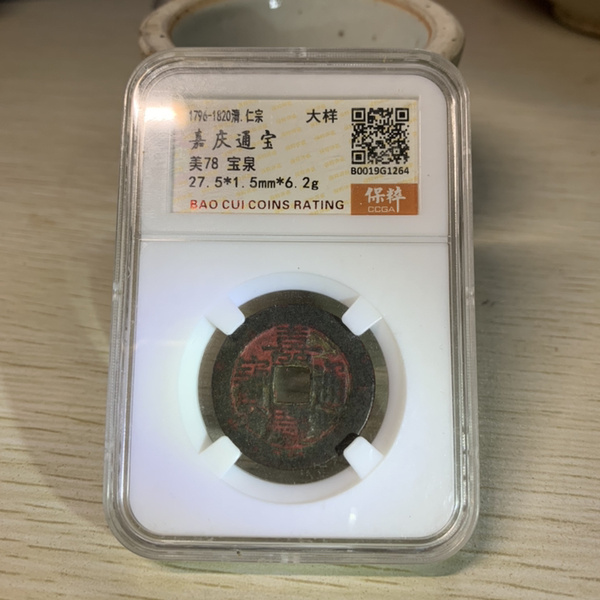 1796-1820清.仁宗 大样
嘉庆通宝
美78 宝泉
27.5*1.5mm*6.2g
BAO CUI COINS RATING
B0019G1264
保粹
CCGA
嘉